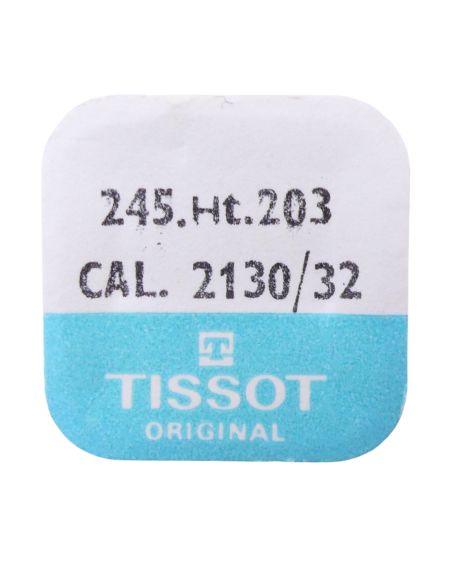 245.Ht.203
CAL. 2130/32
TISSOT
ORIGINAL